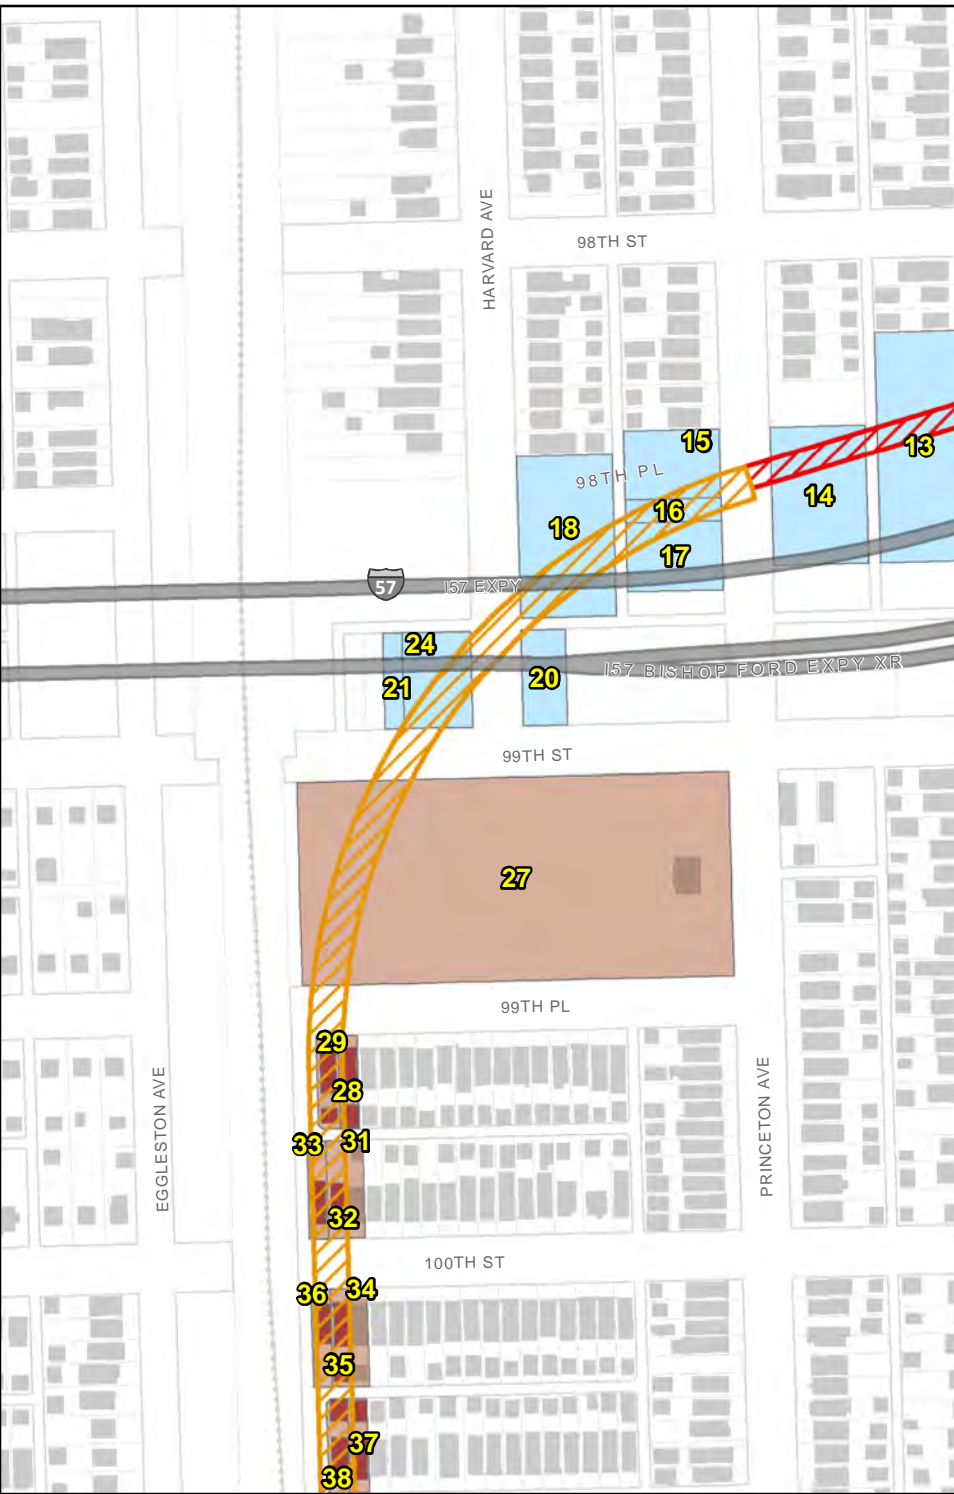 HARVARD AVE
98TH ST
15
13
98TH PL
14
16
18
17
57
I57 EXPY
24
I57 BISHOP FORD EXPY XR
20
21
99TH ST
27
99TH PL
29
28
EGGLESTON AVE
PRINCETON AVE
33
31
32
100TH ST
36
34
35
37
38